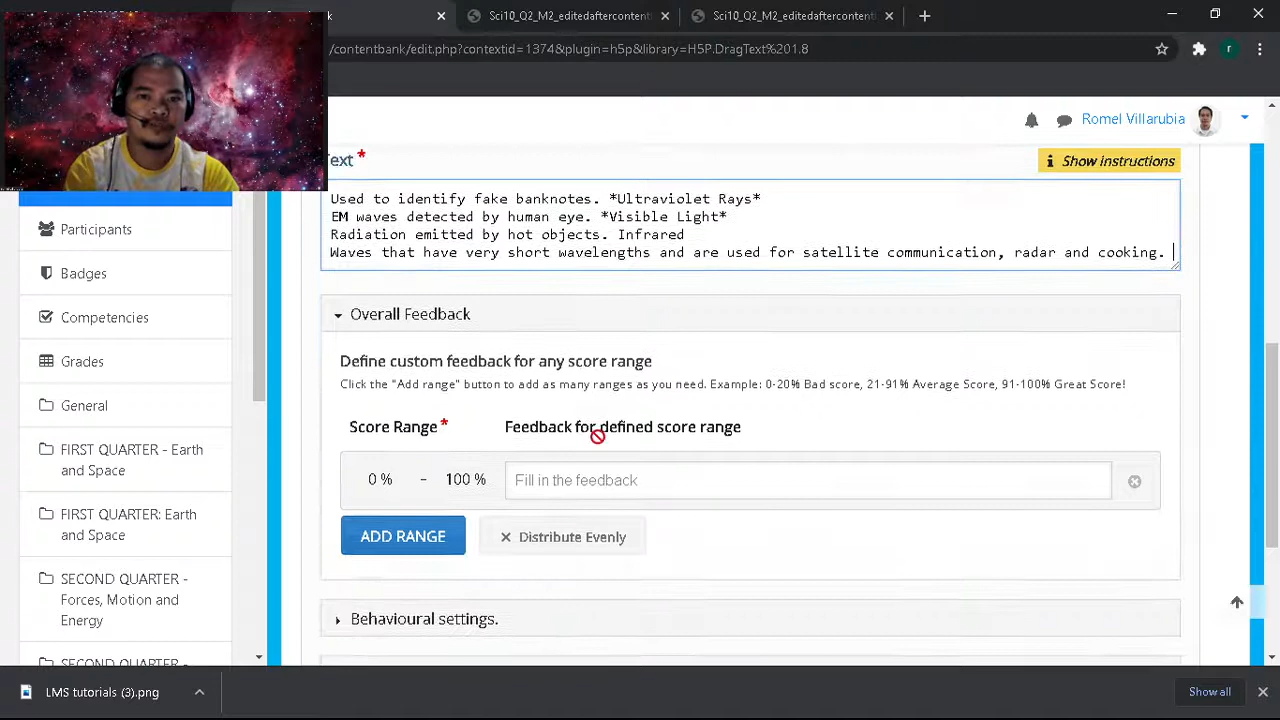 Sci10_Q2_M2_editedaftercontent
Sci10_Q2_M2_editedaftercontent
/contentbank/edit.php?contextid=1374&plugin=h5p&library=H5P.DragText%201.8
r
Romel Villarubia
Text *
Show instructions
Used to identify fake banknotes. *Ultraviolet Rays*
EM waves detected by human eye. *Visible Light*
Radiation emitted by hot objects. Infrared
Waves that have very short wavelengths and are used for satellite communication, radar and cooking.
Participants
Badges
Competencies
Grades
General
FIRST QUARTER - Earth
and Space
FIRST QUARTER: Earth
and Space
SECOND QUARTER -
Forces, Motion and
Energy
Overall Feedback
Define custom feedback for any score range
Click the "Add range" button to add as many ranges as you need. Example: 0-20% Bad score, 21-91% Average Score, 91-100% Great Score!
Score Range * Feedback for defined score range
0 % - 100 % Fill in the feedback
ADD RANGE Distribute Evenly
Behavioural settings.
LMS tutorials (3).png
Show all